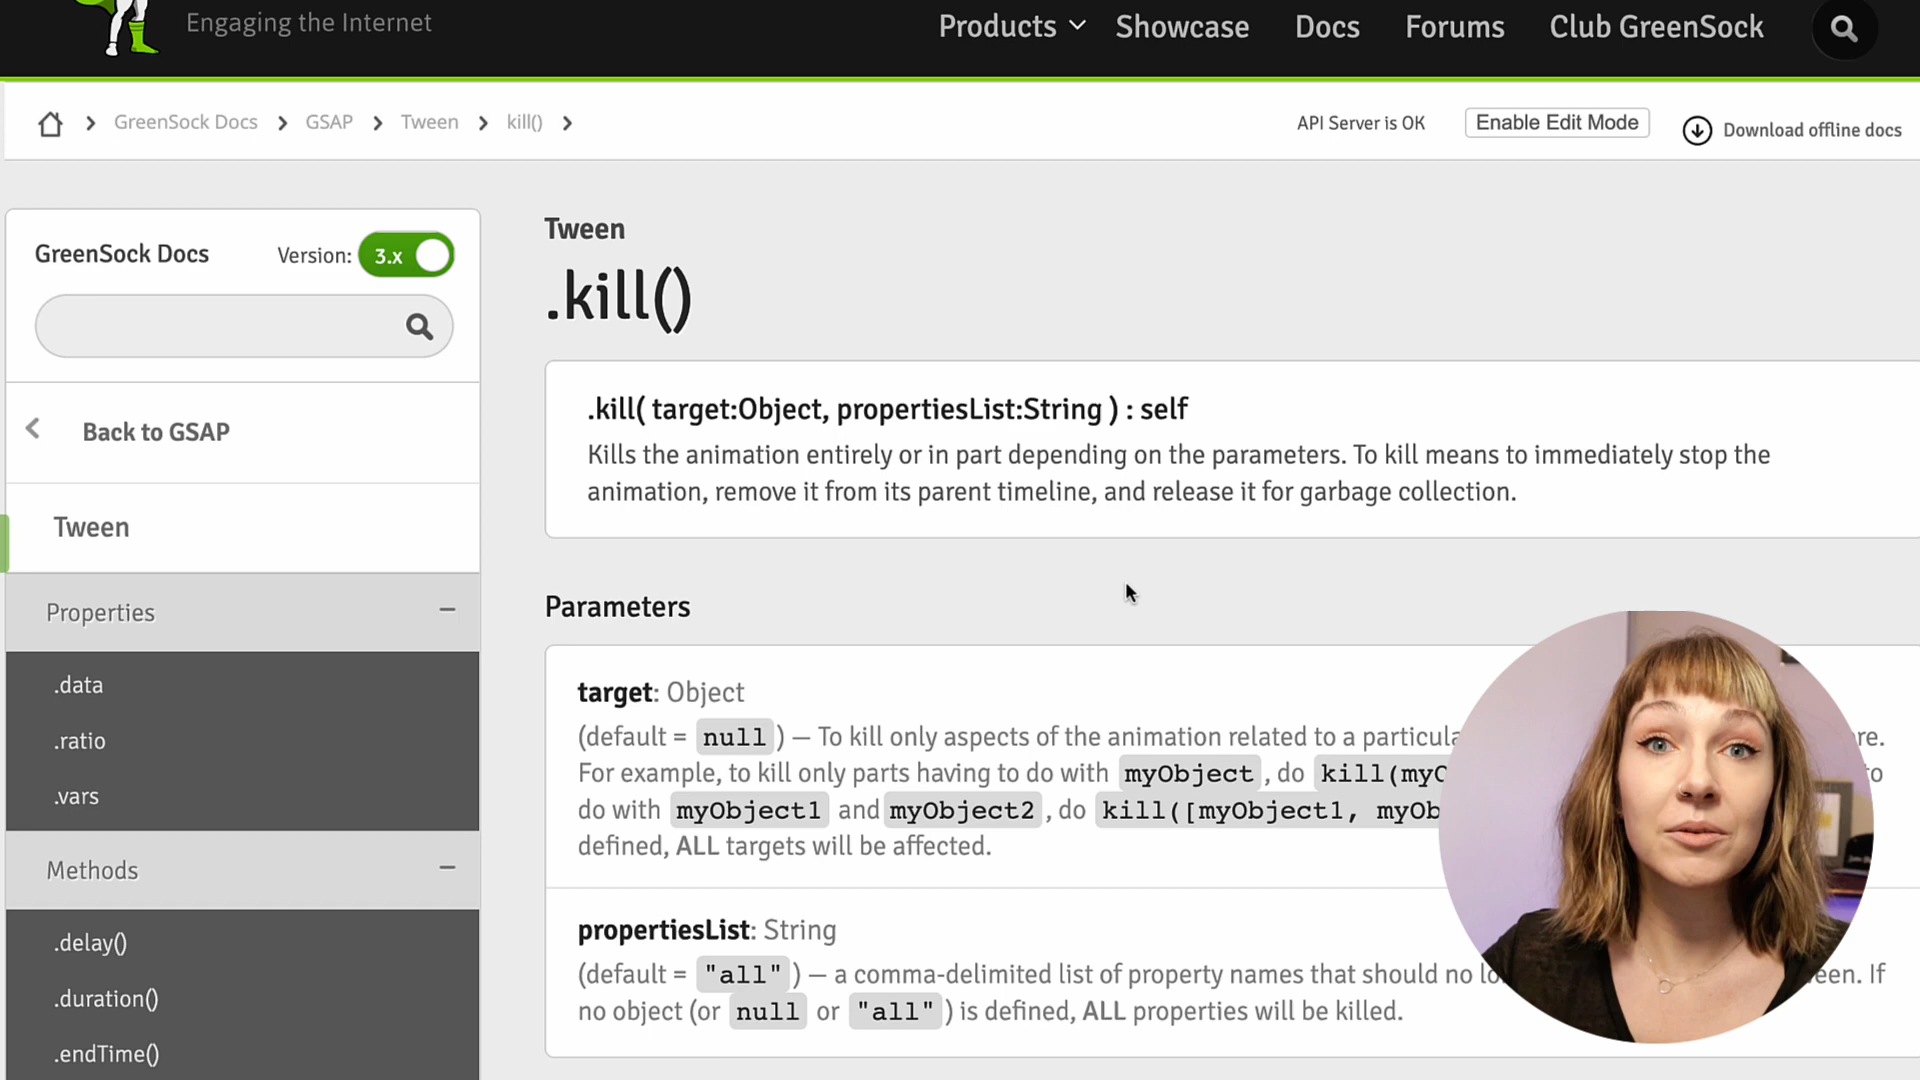 Engaging the Internet
Products
Showcase
Docs
Forums
Club GreenSock
GreenSock Docs
GSAP
Tween
kill()
API Server is OK
Enable Edit Mode
Download offline docs
GreenSock Docs
Version:
3.x
Back to GSAP
Tween
Properties
.data
.ratio
.vars
Methods
.delay()
.duration()
.endTime()
Tween
.kill()
.kill( target:Object, propertiesList:String ) : self
Kills the animation entirely or in part depending on the parameters. To kill means to immediately stop the
animation, remove it from its parent timeline, and release it for garbage collection.
Parameters
target: Object
(default = null ) — To kill only aspects of the animation related to a
For example, to kill only parts having to do with myObject , do to
do with myObject1 and myObject2 , do kill([myObject1,
defined, ALL targets will be affected.
propertiesList: String
(default = "all" ) — a comma-delimited list of property names that should no If
no object (or null or "all" ) is defined, ALL properties will be killed.